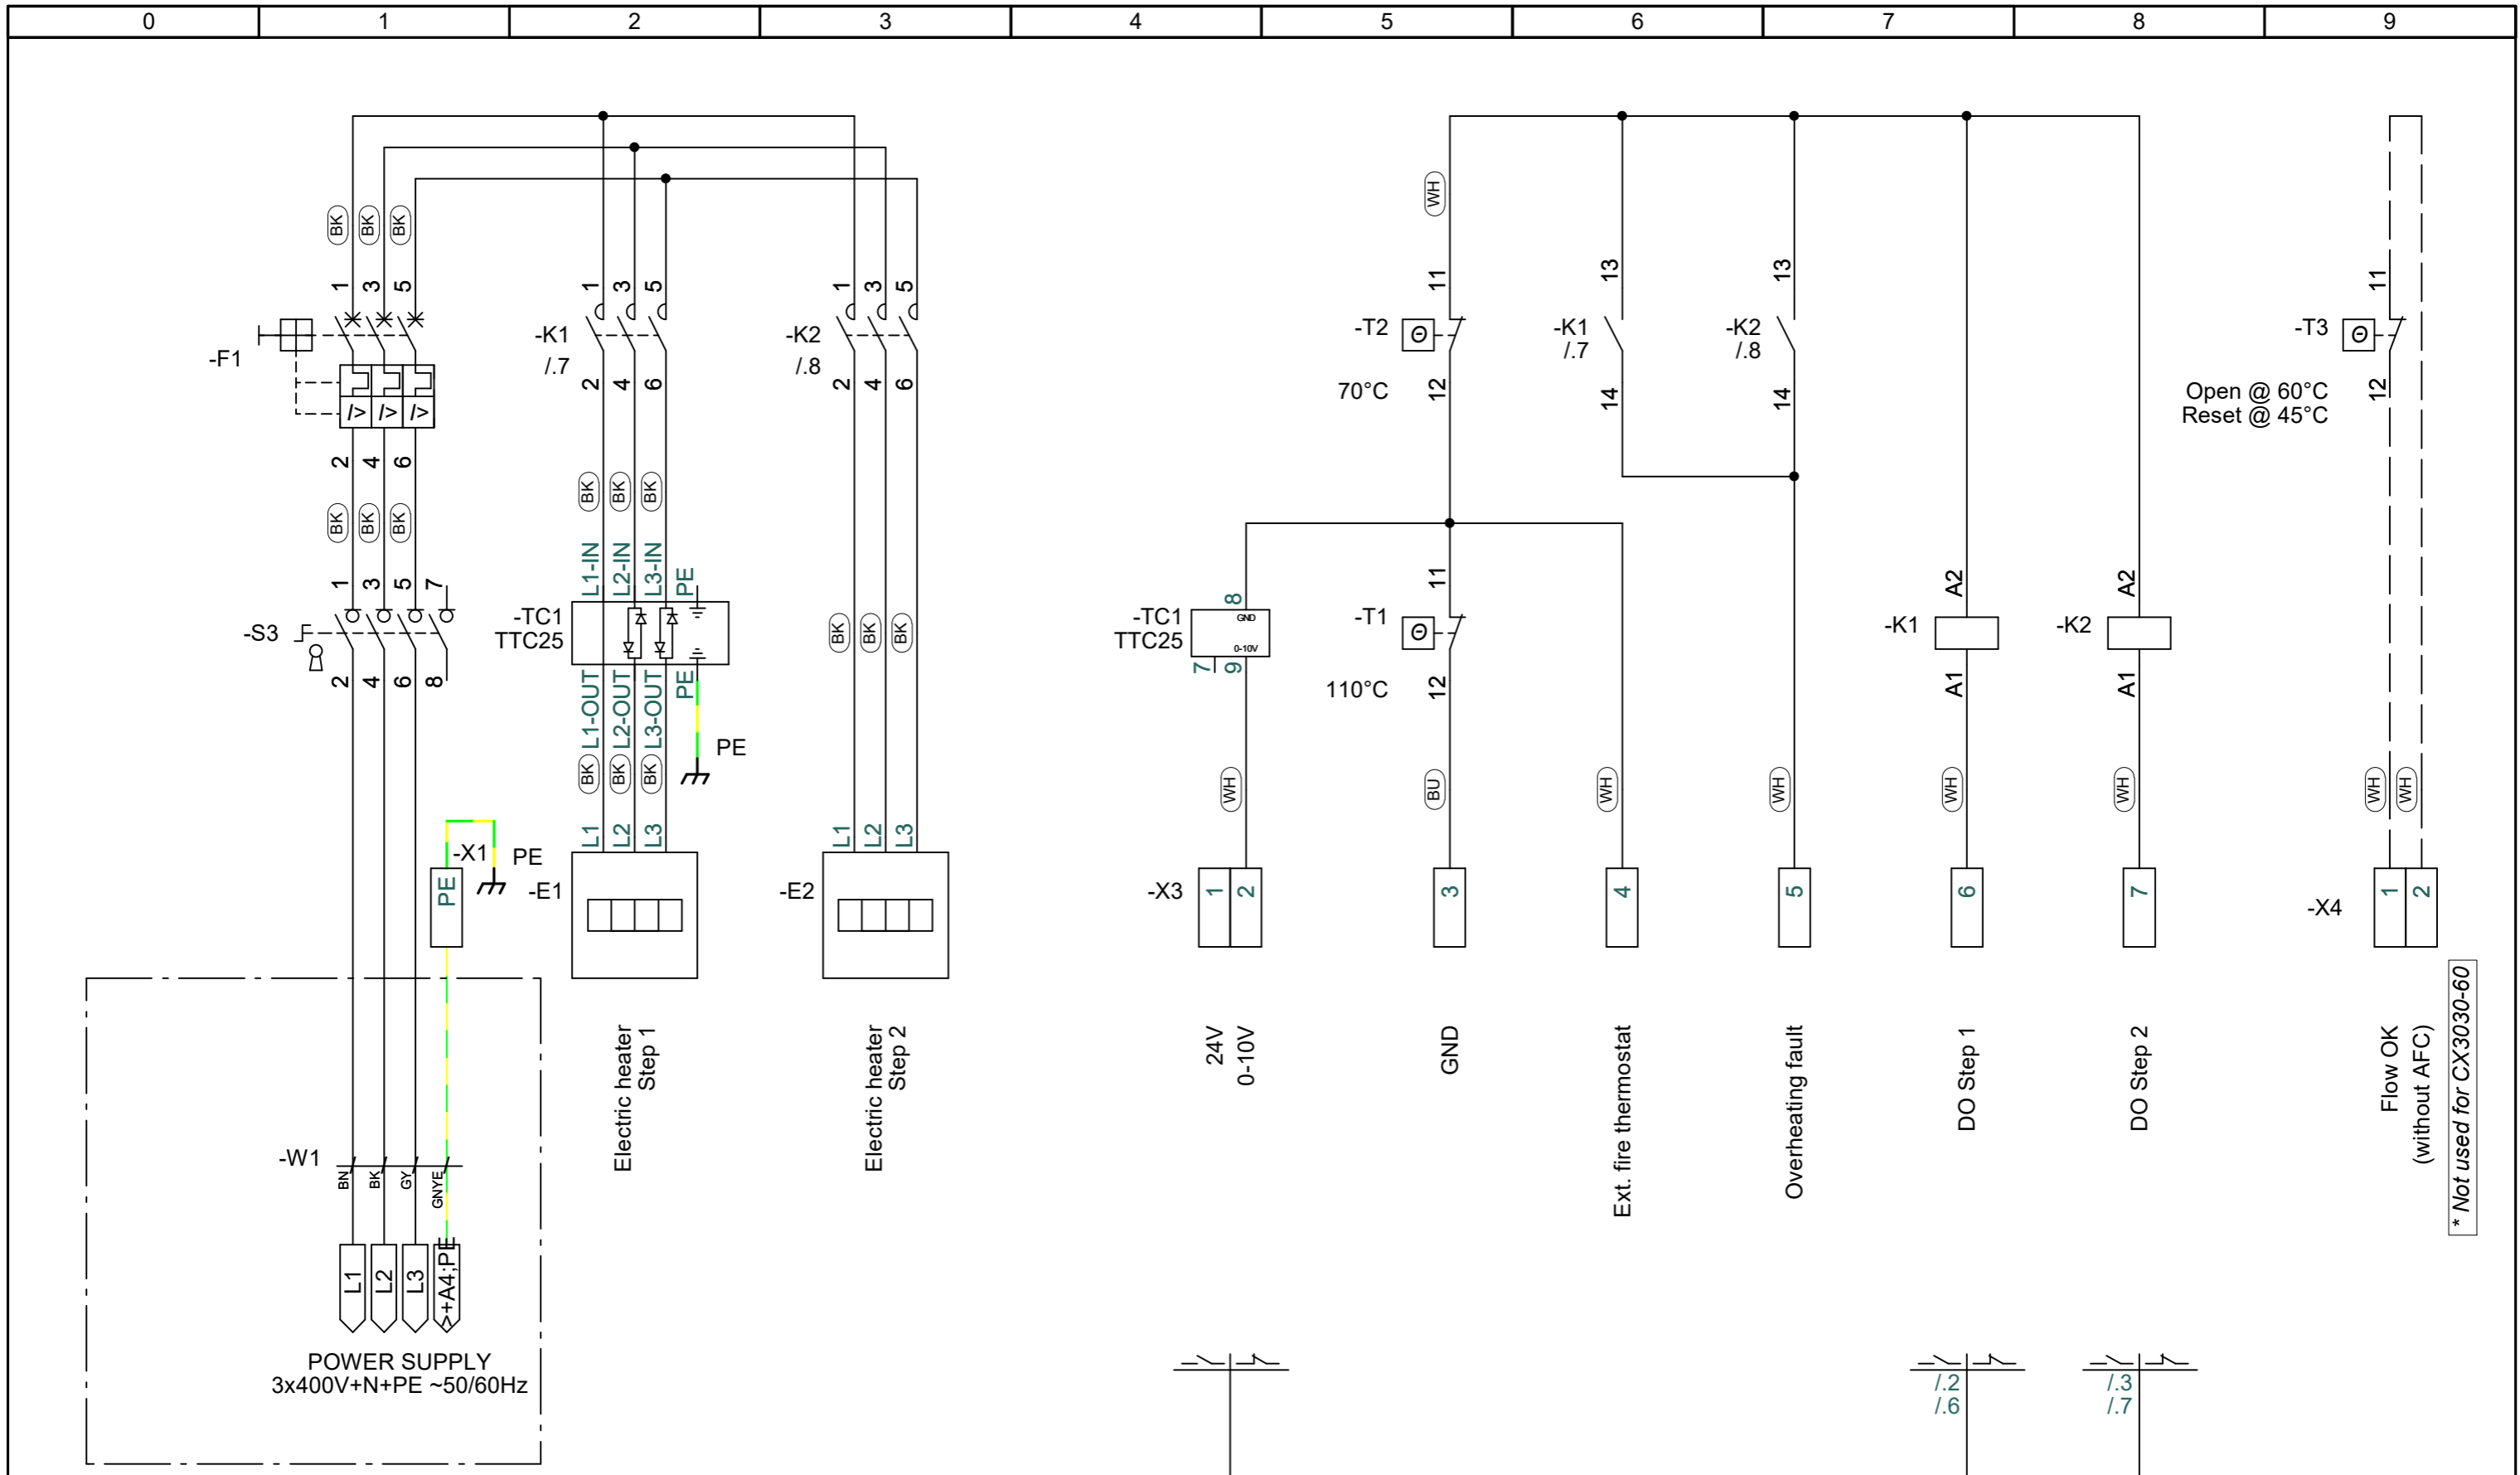 0 1 2 3 4 5 6 7 8 9
BK BK BK
WH
1 3 5
-F1
I> I> I>
2 4 6
BK BK BK
1 3 5 7
-S3
2 4 6 8
-X1
PE
PE
-W1
BN BK GY GNYE
L1 L2 L3 >+A4;PE
POWER SUPPLY
3x400V+N+PE ~50/60Hz
1 3 5
-K1
/.7
2 4 6
BK BK BK
L1-IN L2-IN L3-IN PE
-TC1
TTC25
L1-OUT L2-OUT L3-OUT PE
PE
BK BK BK
L1 L2 L3
-E1
Electric heater
Step 1
1 3 5
-K2
/.8
2 4 6
BK BK BK
L1 L2 L3
-E2
Electric heater
Step 2
8
-TC1
TTC25
GND
0-10V
7 9
WH
-X3
1 2
24V
0-10V
11
-T2
Θ
70°C
12
11
-T1
Θ
110°C
12
BU
3
GND
13
-K1
/.7
14
WH
4
Ext. fire thermostat
13
-K2
/.8
14
WH
5
Overheating fault
A2
-K1
A1
WH
6
DO Step 1
/.2
/.6
A2
-K2
A1
WH
7
DO Step 2
/.3
/.7
11
-T3
Θ
Open @ 60°C
Reset @ 45°C
12
WH WH
-X4
1 2
Flow OK
(without AFC)
* Not used for CX3030-60